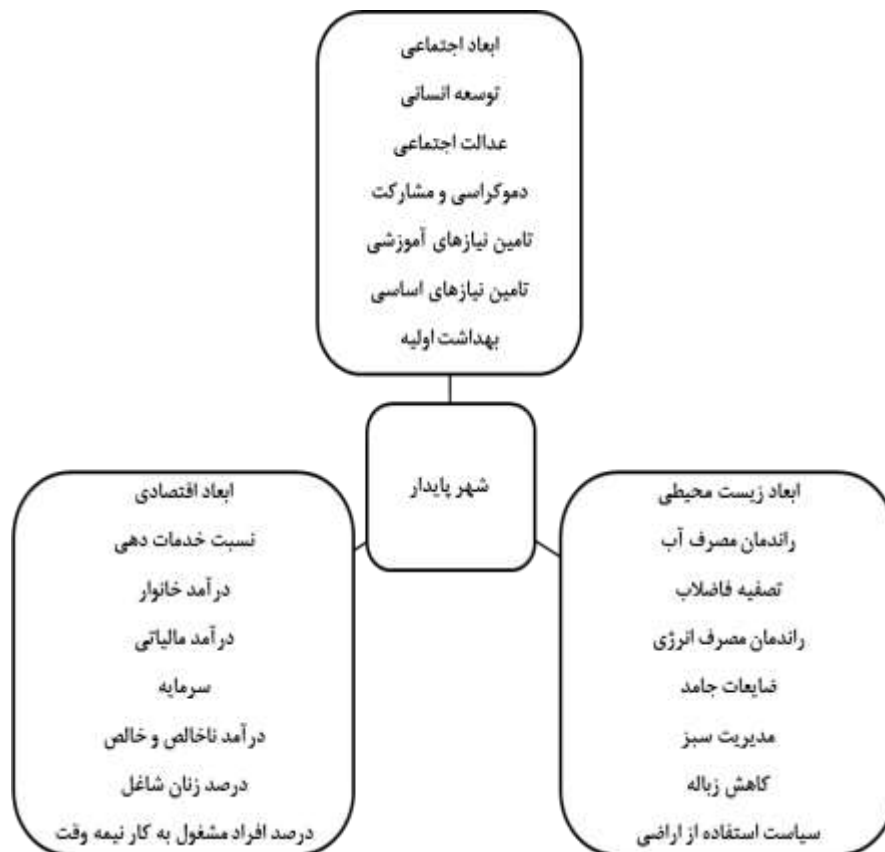 ابعاد اجتماعی
توسعه انسانی
عدالت اجتماعی
دموکراسی و مشارکت
تامین نیازهای آموزشی
تامین نیازهای اساسی
بهداشت اولیه
شهر پایدار
ابعاد زیست محیطی
راندمان مصرف آب
تصفیه فاضلاب
راندمان مصرف انرژی
ضایعات جامد
مدیریت سبز
کاهش زباله
سیاست استفاده از اراضی
ابعاد اقتصادی
نسبت خدمات دهی
درآمد خانوار
درآمد مالیاتی
سرمایه
درآمد ناخالص و خالص
درصد زنان شاغل
درصد افراد مشغول به کار نیمه وقت